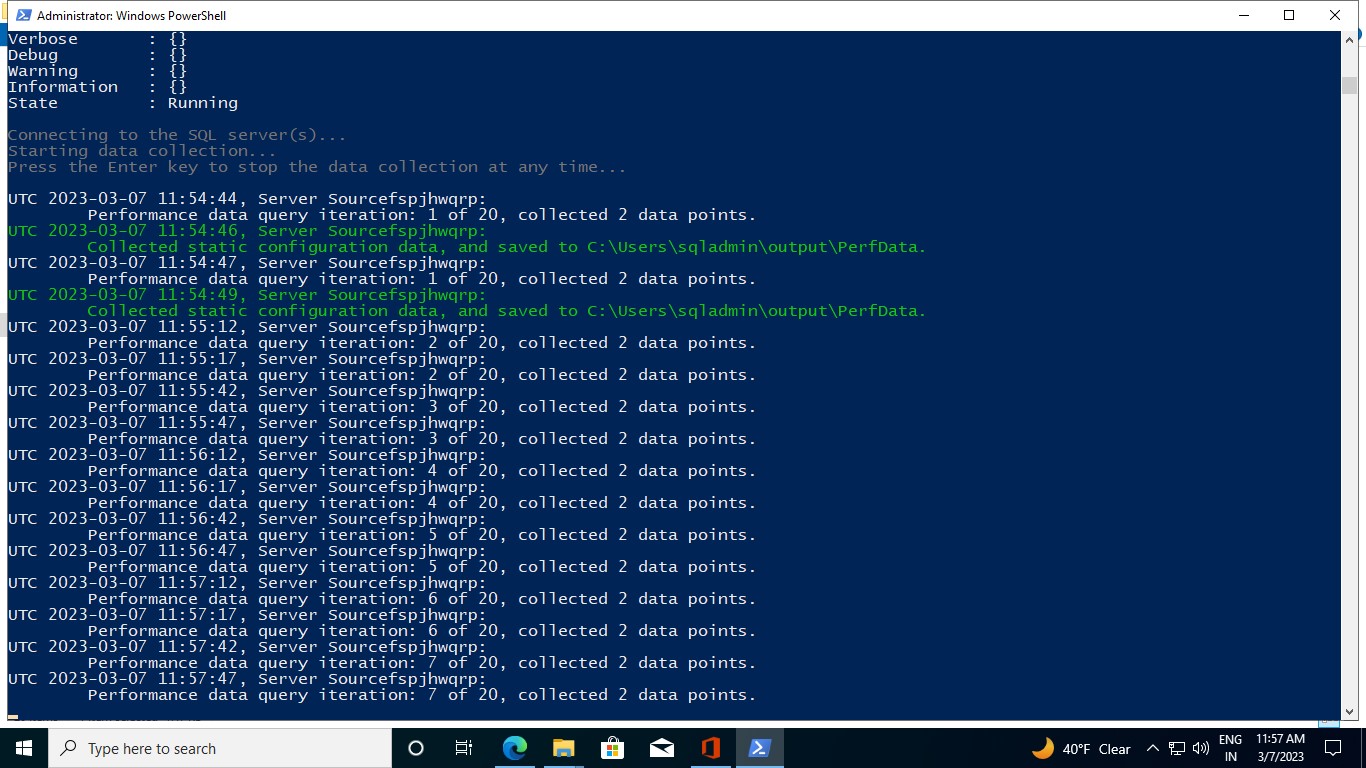 Administrator: Windows PowerShell
Verbose : {}
Debug : {}
Warning : {}
Information : {}
State : Running
Connecting to the SQL server(s)...
Starting data collection...
Press the Enter key to stop the data collection at any time...
UTC 2023-03-07 11:54:44, Server Sourcefspjhwqrp:
Performance data query iteration: 1 of 20, collected 2 data points.
UTC 2023-03-07 11:54:46, Server Sourcefspjhwqrp:
Collected static configuration data, and saved to C:\Users\sqladmin\output\PerfData.
UTC 2023-03-07 11:54:47, Server Sourcefspjhwqrp:
Performance data query iteration: 1 of 20, collected 2 data points.
UTC 2023-03-07 11:54:49, Server Sourcefspjhwqrp:
Collected static configuration data, and saved to C:\Users\sqladmin\output\PerfData.
UTC 2023-03-07 11:55:12, Server Sourcefspjhwqrp:
Performance data query iteration: 2 of 20, collected 2 data points.
UTC 2023-03-07 11:55:17, Server Sourcefspjhwqrp:
Performance data query iteration: 2 of 20, collected 2 data points.
UTC 2023-03-07 11:55:42, Server Sourcefspjhwqrp:
Performance data query iteration: 3 of 20, collected 2 data points.
UTC 2023-03-07 11:55:47, Server Sourcefspjhwqrp:
Performance data query iteration: 3 of 20, collected 2 data points.
UTC 2023-03-07 11:56:12, Server Sourcefspjhwqrp:
Performance data query iteration: 4 of 20, collected 2 data points.
UTC 2023-03-07 11:56:17, Server Sourcefspjhwqrp:
Performance data query iteration: 4 of 20, collected 2 data points.
UTC 2023-03-07 11:56:42, Server Sourcefspjhwqrp:
Performance data query iteration: 5 of 20, collected 2 data points.
UTC 2023-03-07 11:56:47, Server Sourcefspjhwqrp:
Performance data query iteration: 5 of 20, collected 2 data points.
UTC 2023-03-07 11:57:12, Server Sourcefspjhwqrp:
Performance data query iteration: 6 of 20, collected 2 data points.
UTC 2023-03-07 11:57:17, Server Sourcefspjhwqrp:
Performance data query iteration: 6 of 20, collected 2 data points.
UTC 2023-03-07 11:57:42, Server Sourcefspjhwqrp:
Performance data query iteration: 7 of 20, collected 2 data points.
UTC 2023-03-07 11:57:47, Server Sourcefspjhwqrp:
Performance data query iteration: 7 of 20, collected 2 data points.
Type here to search
40°F Clear
ENG
IN
11:57 AM
3/7/2023